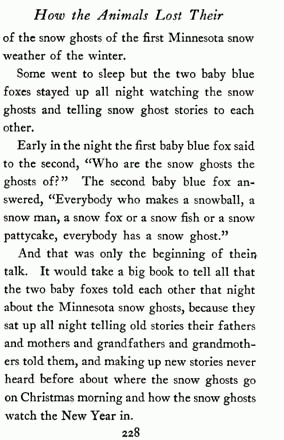 How the Animals Lost Their
of the snow ghosts of the first Minnesota snow
weather of the winter.
Some went to sleep but the two baby blue
foxes stayed up all night watching the snow
ghosts and telling snow ghost stories to each
other.
Early in the night the first baby blue fox said
to the second, “Who are the snow ghosts the
ghosts of?” The second baby blue fox an-
swered, “Everybody who makes a snowball, a
snow man, a snow fox or a snow fish or a snow
pattycake, everybody has a snow ghost.”
And that was only the beginning of their
talk. It would take a big book to tell all that
the two baby foxes told each other that night
about the Minnesota snow ghosts, because they
sat up all night telling old stories their fathers
and mothers and grandfathers and grandmoth-
ers told them, and making up new stories never
heard before about where the snow ghosts go
on Christmas morning and how the snow ghosts
watch the New Year in.
228